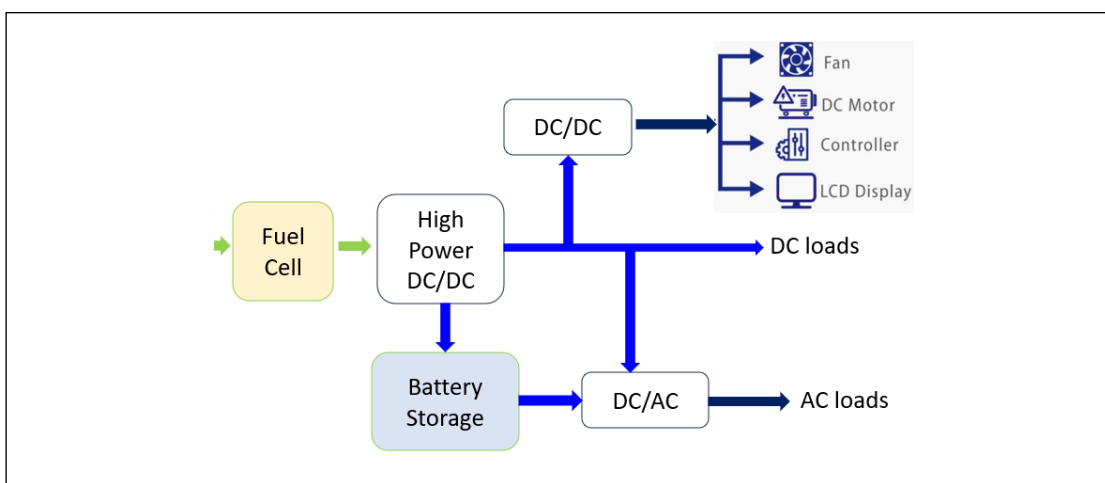 Fan
DC/DC
DC Motor
Controller
LCD Display
Fuel
Cell
High
Power
DC/DC
DC loads
Battery
Storage
DC/AC
AC loads